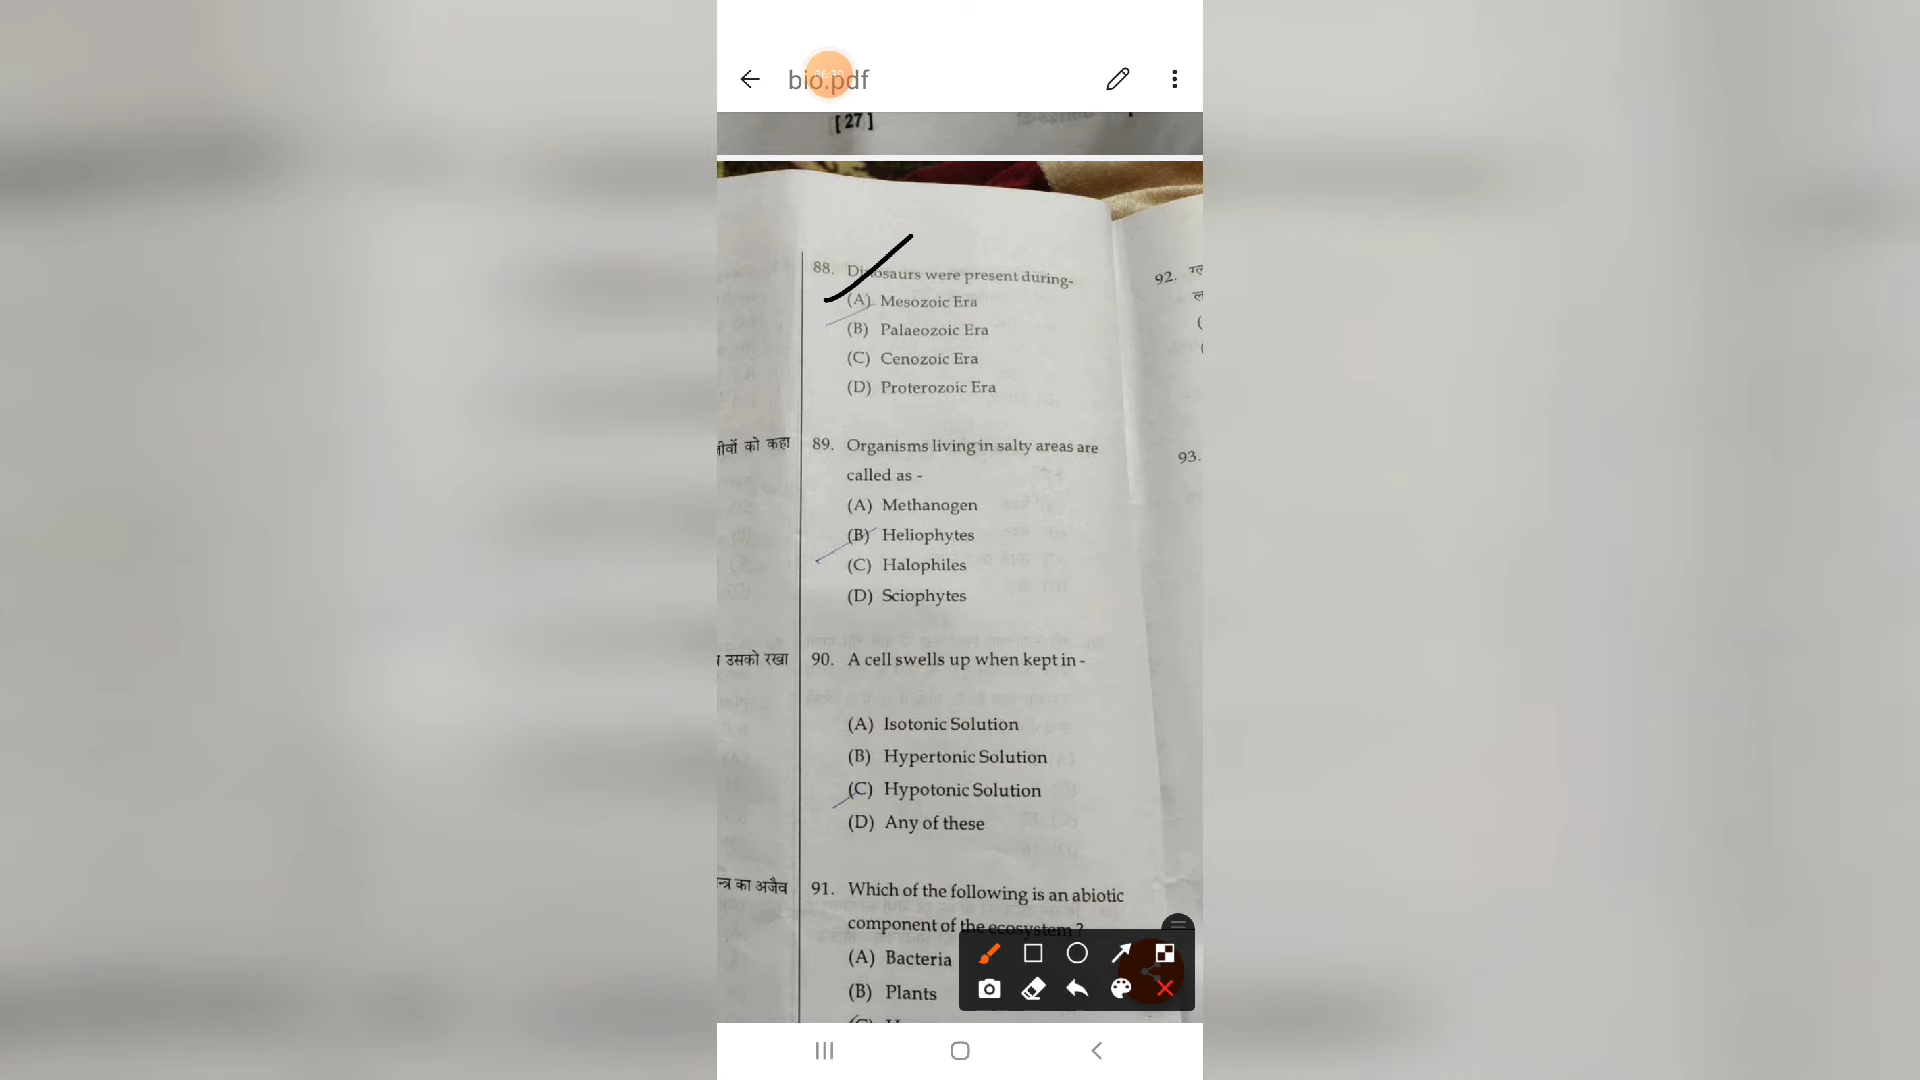 bio.pdf
[ 27 ]
88. Dinosaurs were present during-
(A) Mesozoic Era
(B) Palaeozoic Era
(C) Cenozoic Era
(D) Proterozoic Era
जीवों को कहा
89. Organisms living in salty areas are
called as -
(A) Methanogen
(B) Heliophytes
(C) Halophiles
(D) Sciophytes
उसको रखा
90. A cell swells up when kept in -
(A) Isotonic Solution
(B) Hypertonic Solution
(C) Hypotonic Solution
(D) Any of these
का अजैव
91. Which of the following is an abiotic
component of the ecosystem ?
(A) Bacteria
(B) Plants
92.
93.